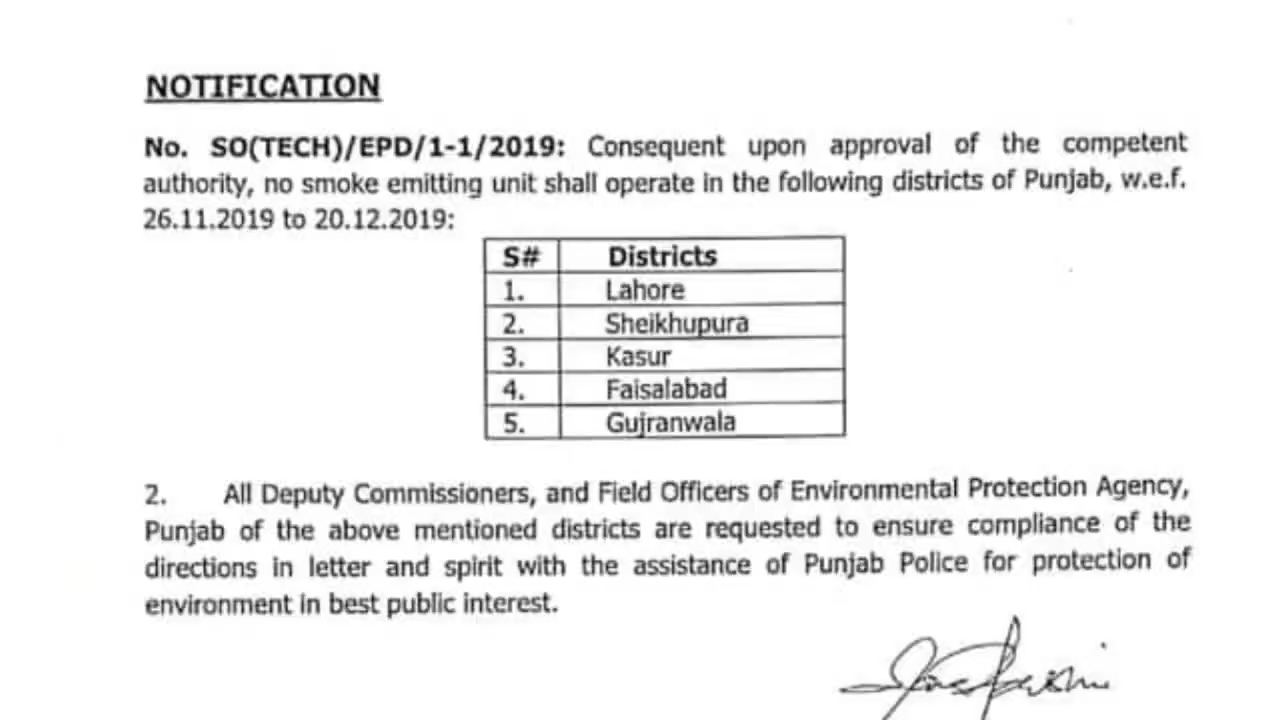 NOTIFICATION
No. SO(TECH)/EPD/1-1/2019: Consequent upon approval of the competent
authority, no smoke emitting unit shall operate in the following districts of Punjab, w.e.f.
26.11.2019 to 20.12.2019:
S# Districts
1. Lahore
2. Sheikhupura
3. Kasur
4. Faisalabad
5. Gujranwala
2. All Deputy Commissioners, and Field Officers of Environmental Protection Agency,
Punjab of the above mentioned districts are requested to ensure compliance of the
directions in letter and spirit with the assistance of Punjab Police for protection of
environment in best public interest.